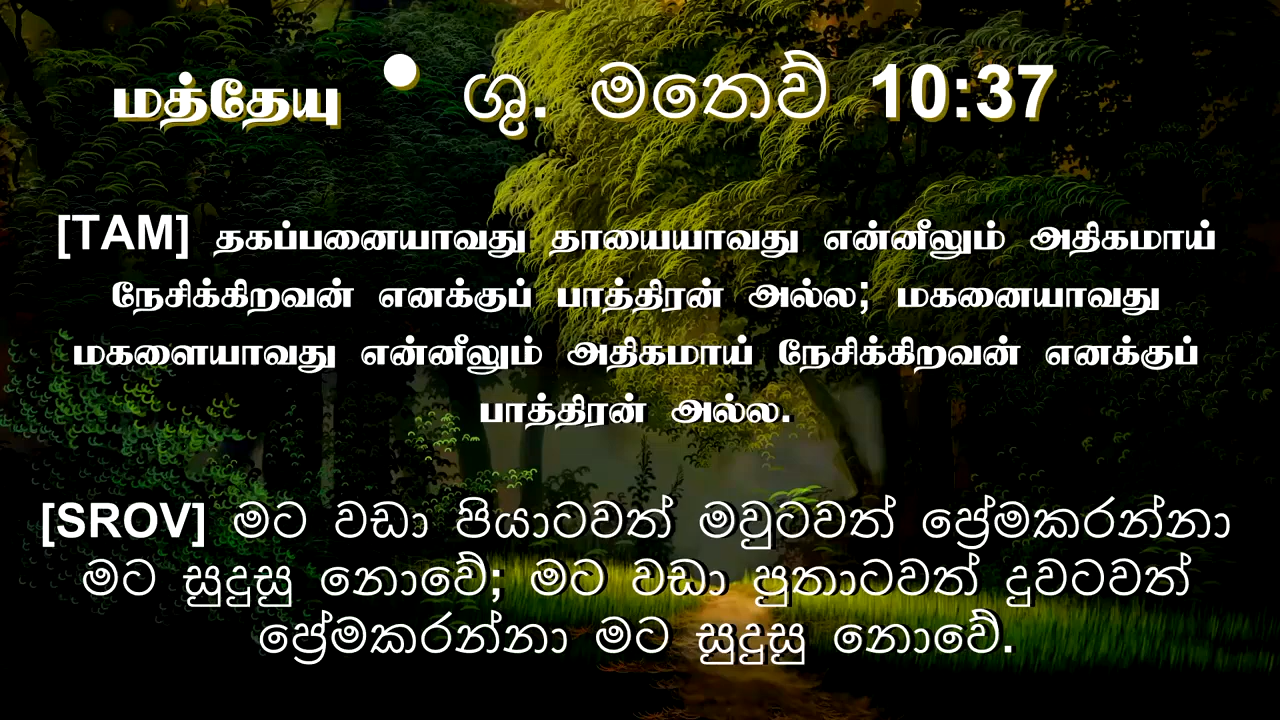 மத்தேயு • ශු. මතෙව් 10:37
[TAM] தகப்பனையாவது தாயையாவது என்னிலும் அதிகமாய்
நேசிக்கிறவன் எனக்குப் பாத்திரன் அல்ல; மகனையாவது
மகளையாவது என்னிலும் அதிகமாய் நேசிக்கிறவன் எனக்குப்
பாத்திரன் அல்ல.
[SROV] මට වඩා පියාටවත් මවුටවත් ප්‍රේමකරන්නා
මට සුදුසු නොවේ; මට වඩා පුතාටවත් දුවටවත්
ප්‍රේමකරන්නා මට සුදුසු නොවේ.